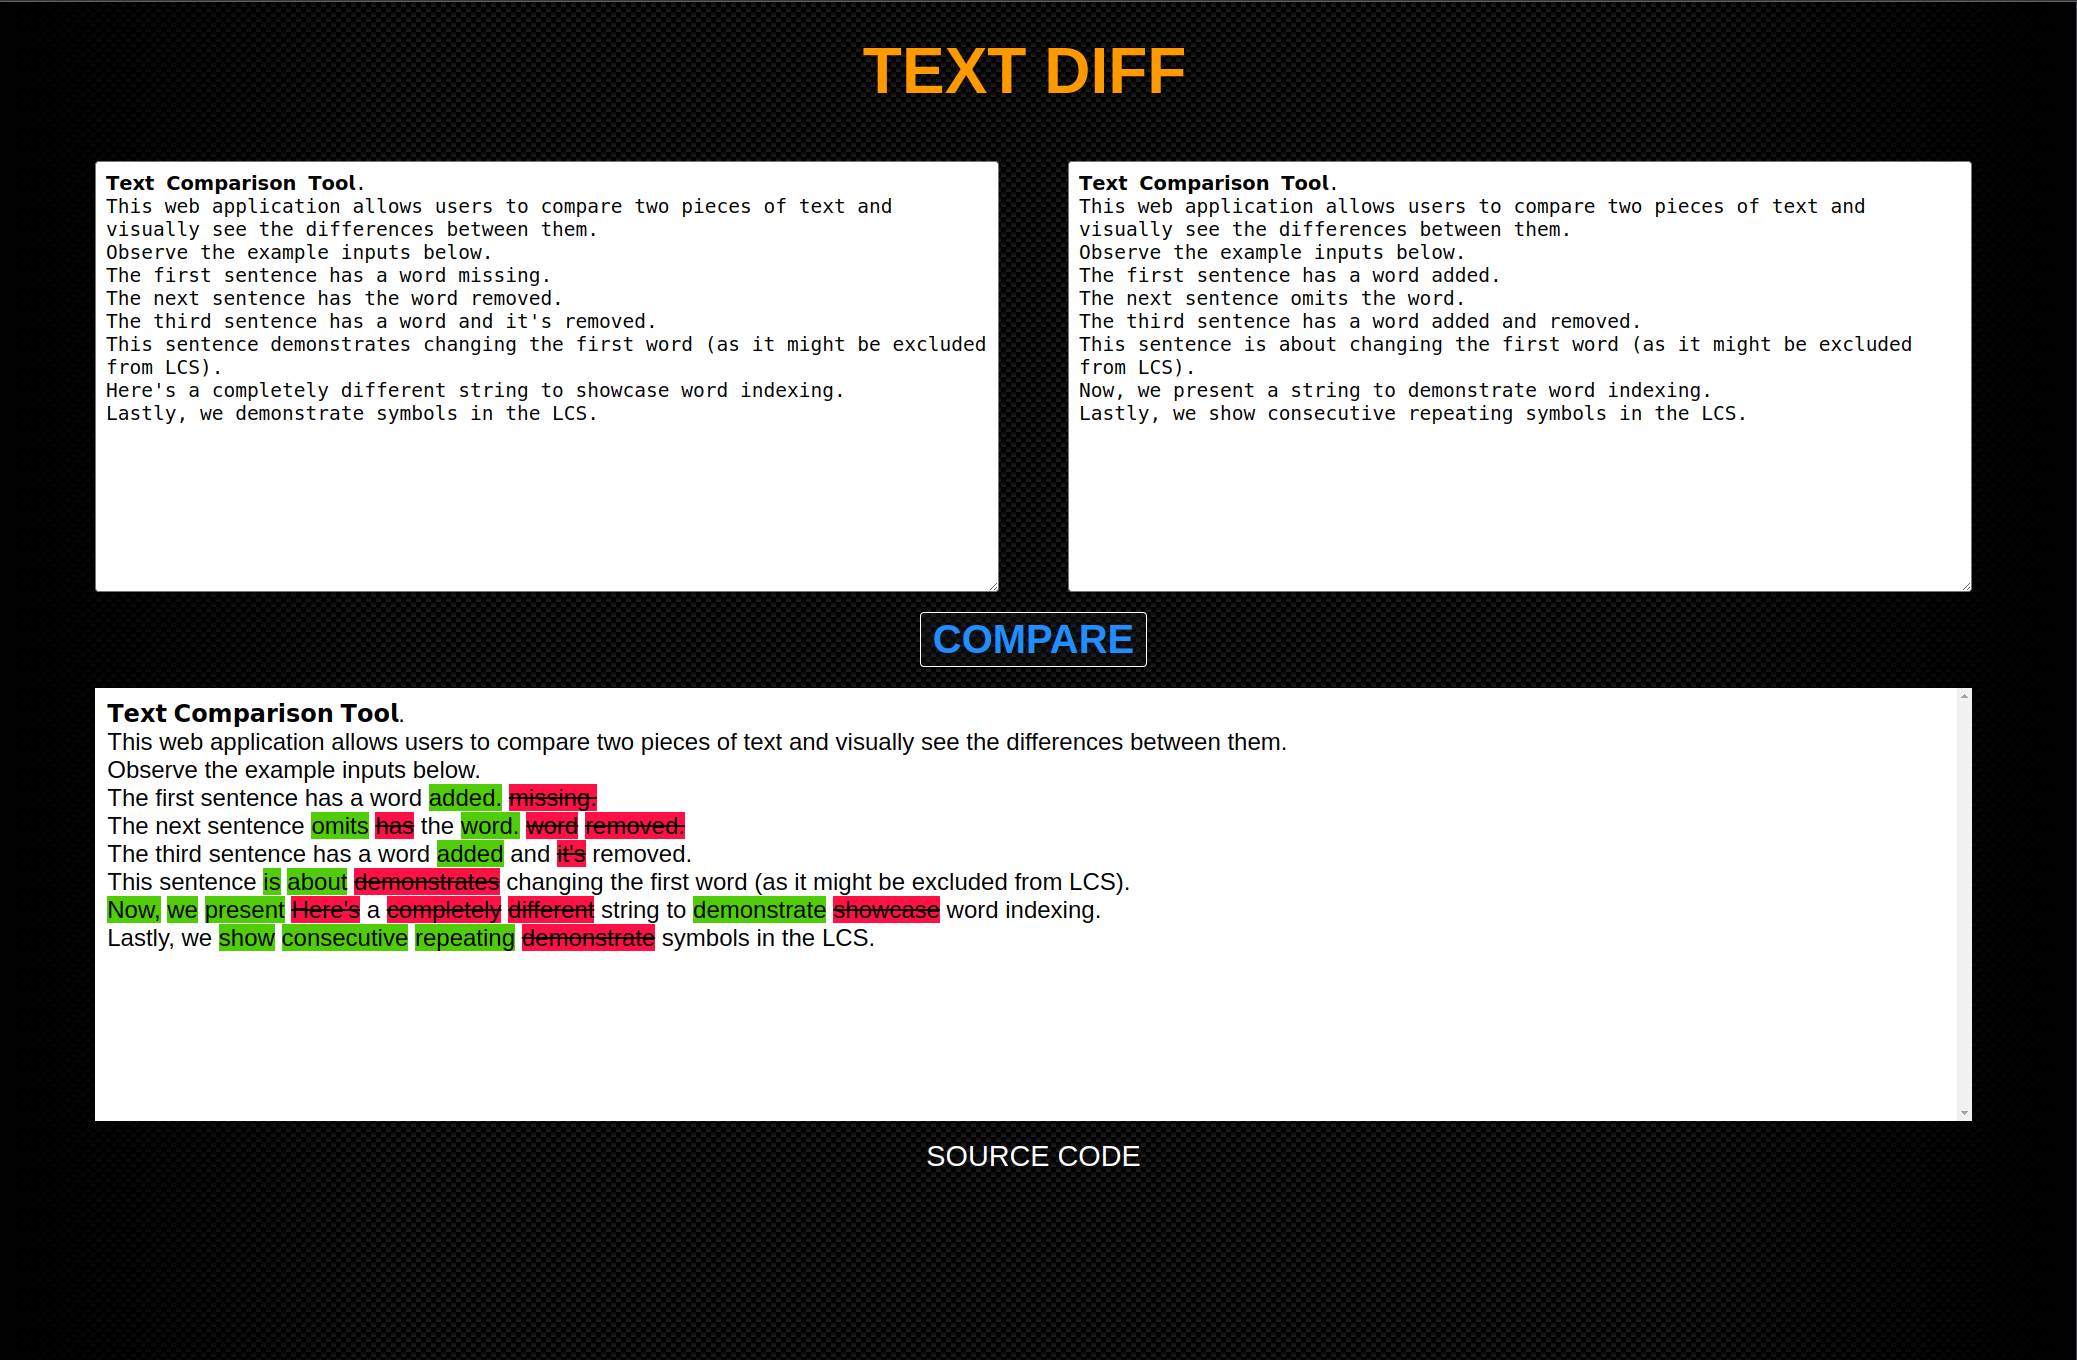 TEXT DIFF
Text Comparison Tool.
This web application allows users to compare two pieces of text and
visually see the differences between them.
Observe the example inputs below.
The first sentence has a word missing.
The next sentence has the word removed.
The third sentence has a word and it's removed.
This sentence demonstrates changing the first word (as it might be excluded
from LCS).
Here's a completely different string to showcase word indexing.
Lastly, we demonstrate symbols in the LCS.
Text Comparison Tool.
This web application allows users to compare two pieces of text and
visually see the differences between them.
Observe the example inputs below.
The first sentence has a word added.
The next sentence omits the word.
The third sentence has a word added and removed.
This sentence is about changing the first word (as it might be excluded
from LCS).
Now, we present a string to demonstrate word indexing.
Lastly, we show consecutive repeating symbols in the LCS.
COMPARE
Text Comparison Tool.
This web application allows users to compare two pieces of text and visually see the differences between them.
Observe the example inputs below.
The first sentence has a word added. missing.
The next sentence omits has the word. word removed.
The third sentence has a word added and it's removed.
This sentence is about demonstrates changing the first word (as it might be excluded from LCS).
Now, we present Here's a completely different string to demonstrate showcase word indexing.
Lastly, we show consecutive repeating demonstrate symbols in the LCS.
SOURCE CODE